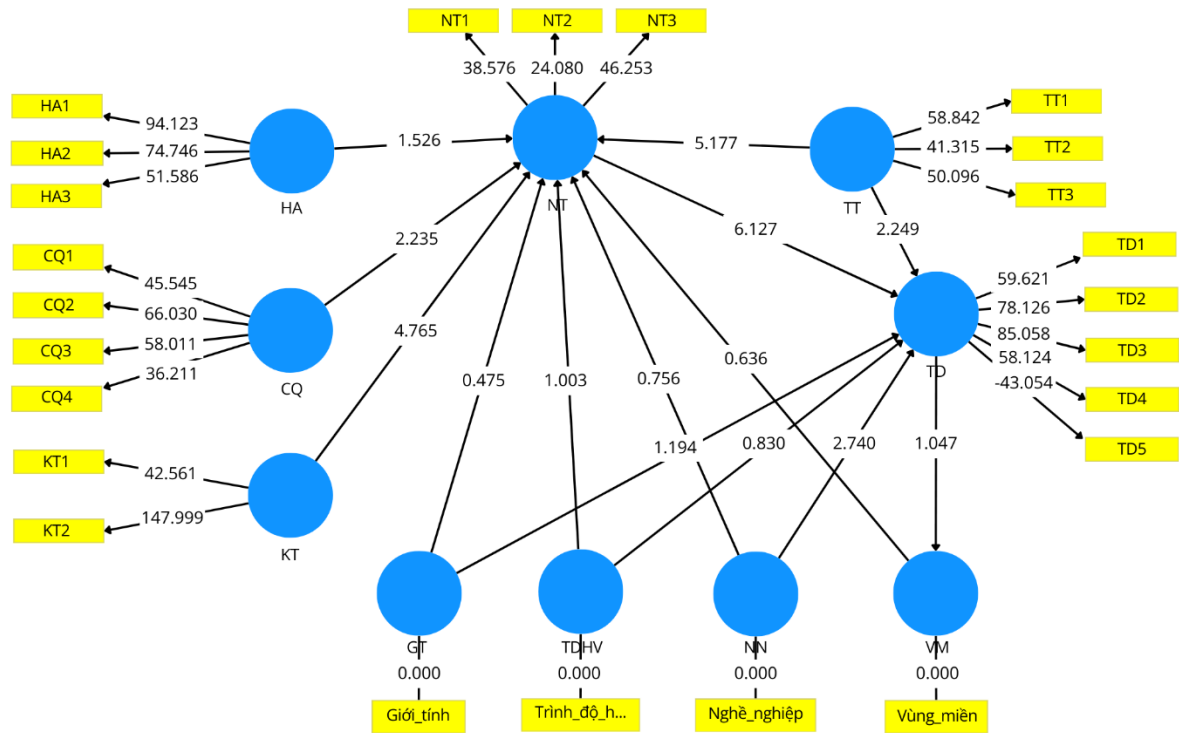 NT1 NT2 NT3
38.576 24.080 46.253
HA1
HA2
HA3
94.123
74.746
51.586
HA
1.526
NT
5.177
TT
58.842
41.315
50.096
TT1
TT2
TT3
CQ1
CQ2
CQ3
CQ4
45.545
66.030
58.011
36.211
CQ
2.235
6.127
2.249
TD1
TD2
TD3
TD4
TD5
59.621
78.126
85.058
58.124
-43.054
TD
KT1
KT2
42.561
147.999
KT
4.765
0.475
1.003
0.756
0.636
1.194
0.830
2.740
1.047
GT TDHV NN VM
0.000 0.000 0.000 0.000
Giới_tính Trình_độ_h... Nghề_nghiệp Vùng_miền